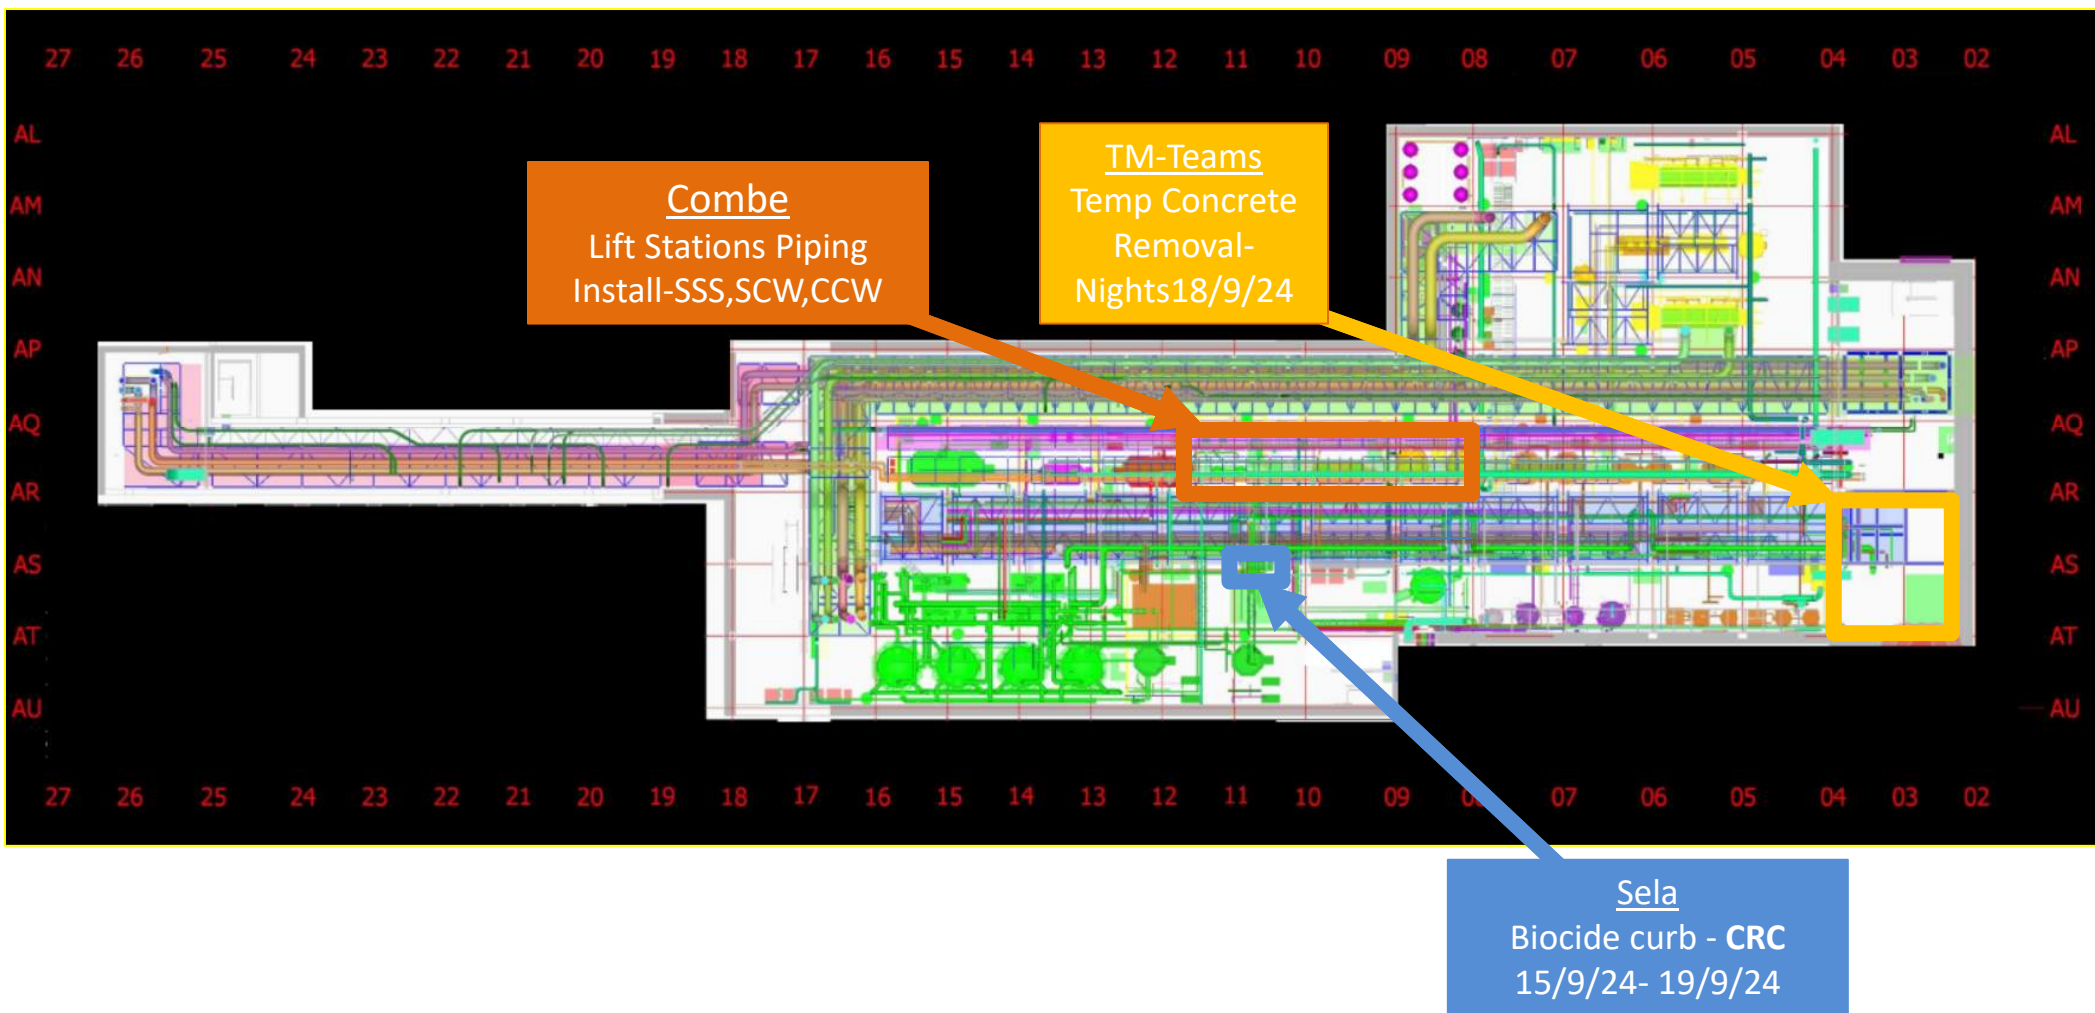 27 26 25 24 23 22 21 20 19 18 17 16 15 14 13 12 11 10 09 08 07 06 05 04 03 02
AL AL
AM AM
AN AN
AP AP
AQ AQ
AR AR
AS AS
AT AT
AU AU
TM-Teams
Temp Concrete
Removal-
Nights18/9/24
Combe
Lift Stations Piping
Install-SSS,SCW,CCW
27 26 25 24 23 22 21 20 19 18 17 16 15 14 13 12 11 10 09 08 07 06 05 04 03 02
Sela
Biocide curb - CRC
15/9/24- 19/9/24